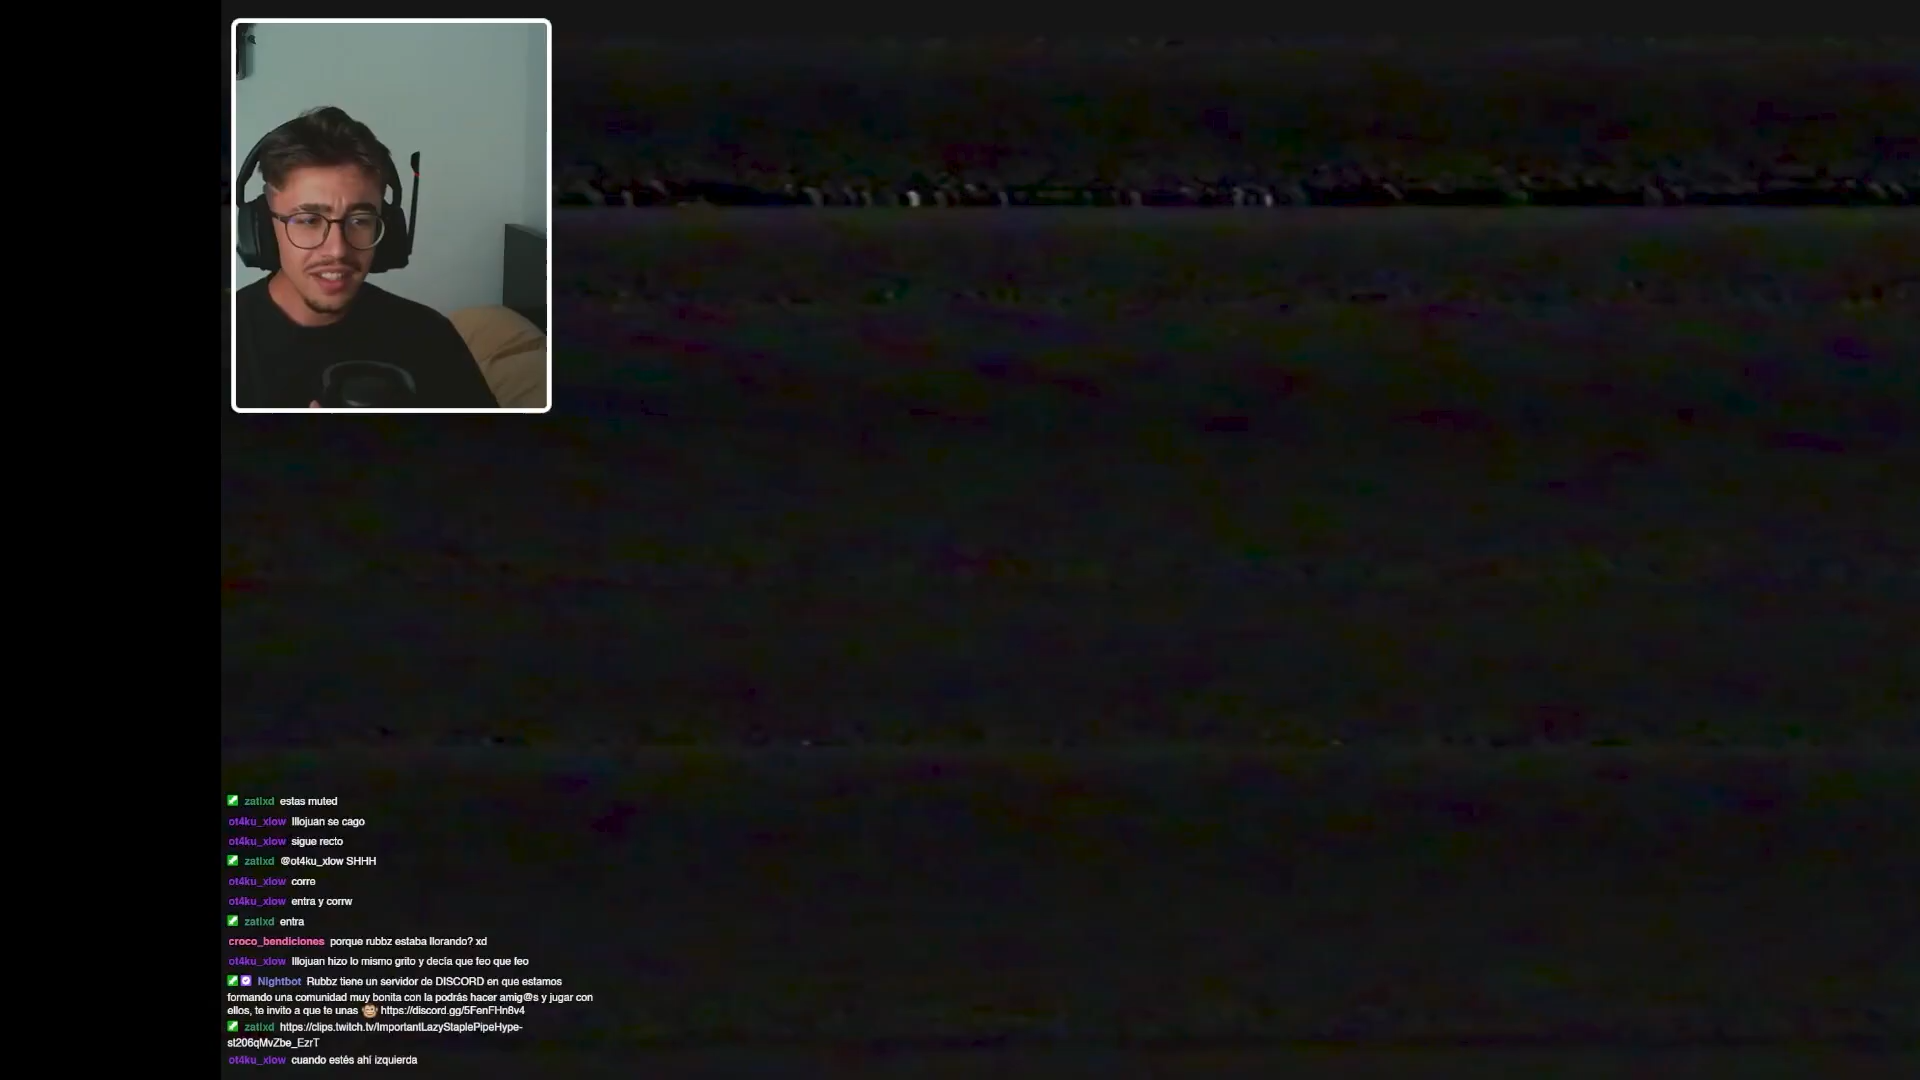 zatlxd estas muted
ot4ku_xlow Illojuan se cago
ot4ku_xlow sigue recto
zatlxd @ot4ku_xlow SHHH
ot4ku_xlow corre
ot4ku_xlow entra y corrw
zatlxd entra
croco_bendiciones porque rubbz estaba llorando? xd
ot4ku_xlow Illojuan hizo lo mismo grito y decía que feo que feo
Nightbot Rubbz tiene un servidor de DISCORD en que estamos
formando una comunidad muy bonita con la podrás hacer amig@s y jugar con
ellos, te invito a que te unas 🐵 https://discord.gg/5FenFHn8v4
zatlxd https://clips.twitch.tv/ImportantLazyStaplePipeHype-
st206qMvZbe_EzrT
ot4ku_xlow cuando estés ahí izquierda